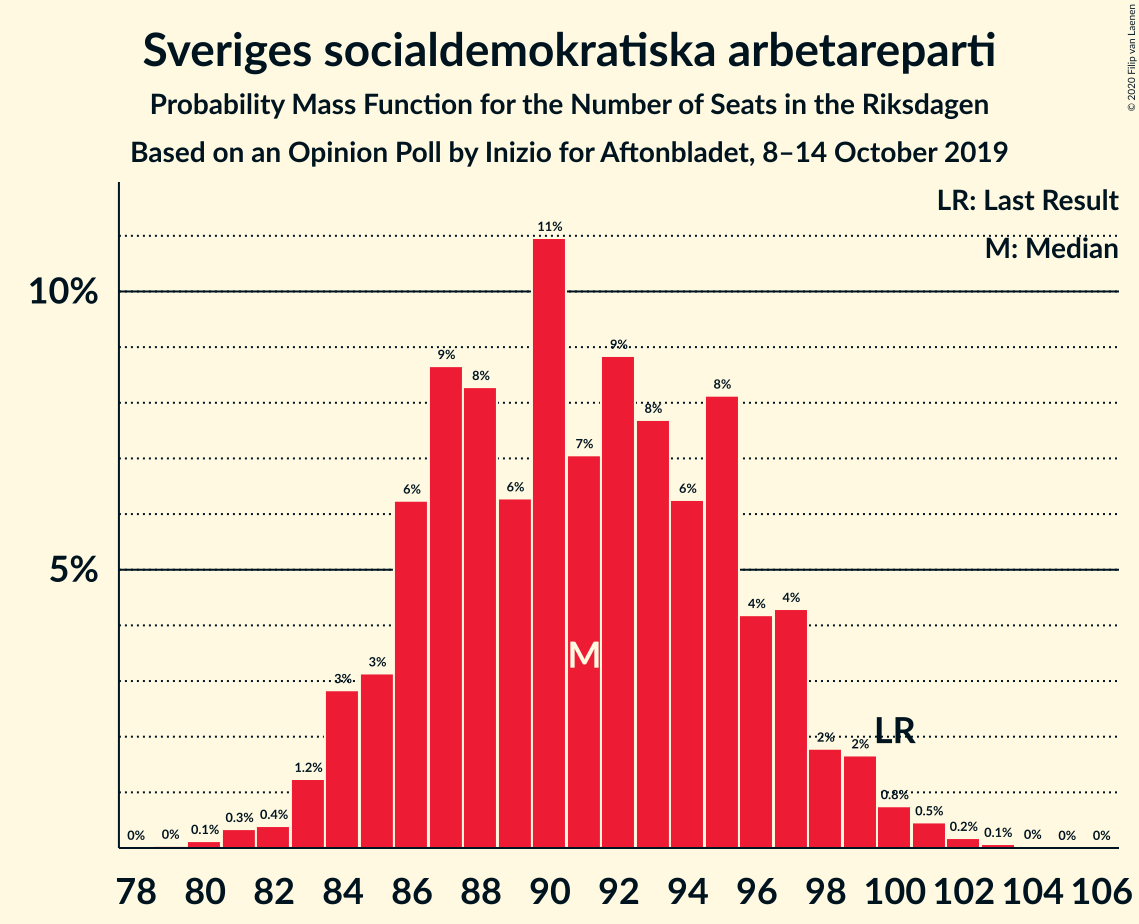 Sveriges socialdemokratiska arbetareparti
Probability Mass Function for the Number of Seats in the Riksdagen
Based on an Opinion Poll by Inizio for Aftonbladet, 8–14 October 2019
© 2020 Filip van Laenen
LR: Last Result
M: Median
10%
5%
0% 0% 0.1% 0.3% 0.4% 1.2% 3% 3% 6% 9% 8% 6% 11% 7% 9% 8% 6% 8% 4% 4% 2% 2% 0.8% 0.5% 0.2% 0.1% 0% 0% 0%
M
LR
78 80 82 84 86 88 90 92 94 96 98 100 102 104 106